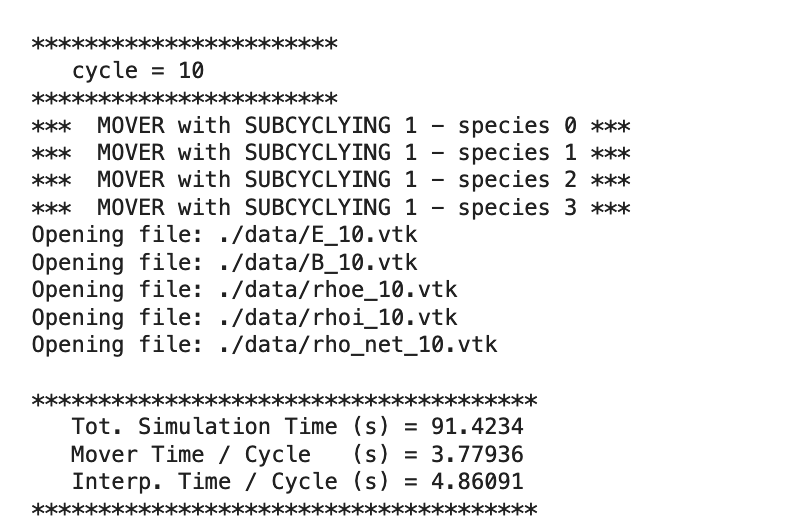 ***********************
   cycle = 10
***********************
***  MOVER with SUBCYCLYING 1 – species 0 ***
***  MOVER with SUBCYCLYING 1 – species 1 ***
***  MOVER with SUBCYCLYING 1 – species 2 ***
***  MOVER with SUBCYCLYING 1 – species 3 ***
Opening file: ./data/E_10.vtk
Opening file: ./data/B_10.vtk
Opening file: ./data/rhoe_10.vtk
Opening file: ./data/rhoi_10.vtk
Opening file: ./data/rho_net_10.vtk

**************************************
   Tot. Simulation Time (s) = 91.4234
   Mover Time / Cycle   (s) = 3.77936
   Interp. Time / Cycle (s) = 4.86091
**************************************